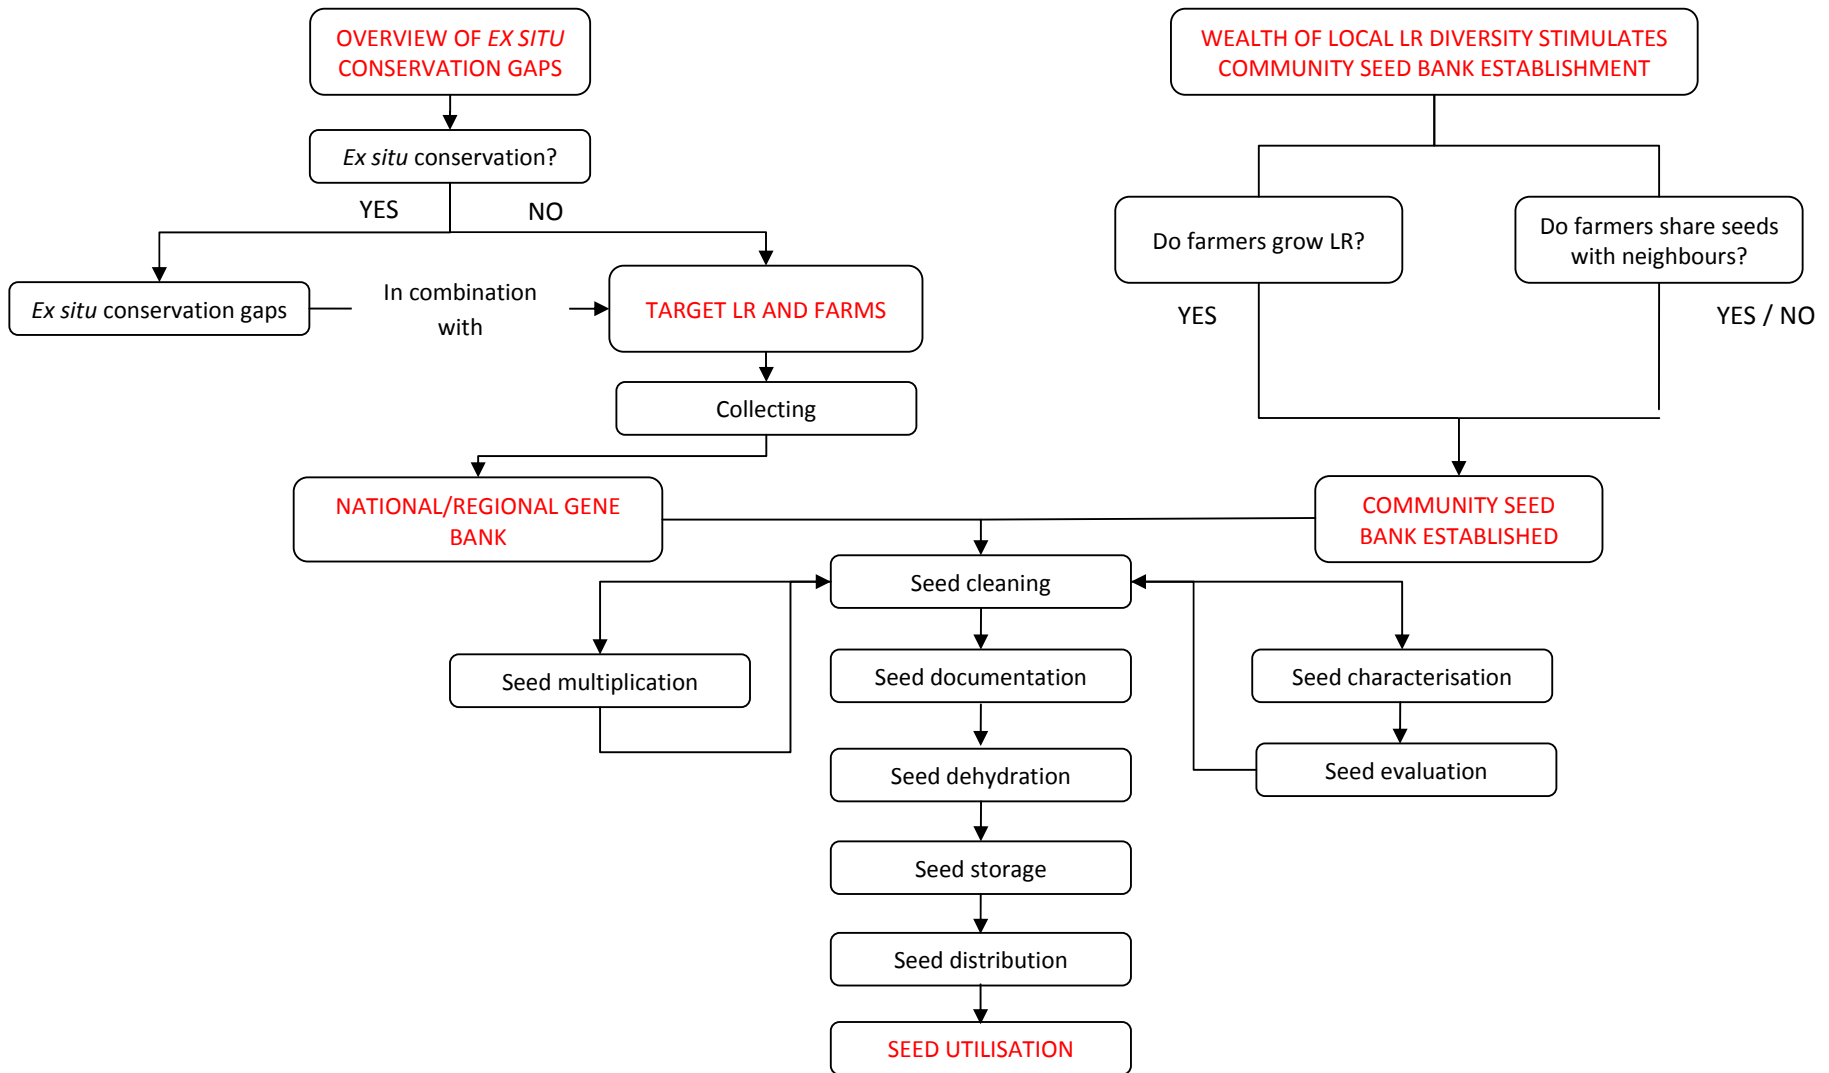 OVERVIEW OF EX SITU
CONSERVATION GAPS
WEALTH OF LOCAL LR DIVERSITY STIMULATES
COMMUNITY SEED BANK ESTABLISHMENT
Ex situ conservation?
YES
NO
Do farmers grow LR?
Do farmers share seeds
with neighbours?
Ex situ conservation gaps
In combination
with
TARGET LR AND FARMS
YES
YES / NO
Collecting
NATIONAL/REGIONAL GENE
BANK
COMMUNITY SEED
BANK ESTABLISHED
Seed cleaning
Seed multiplication
Seed documentation
Seed characterisation
Seed dehydration
Seed evaluation
Seed storage
Seed distribution
SEED UTILISATION